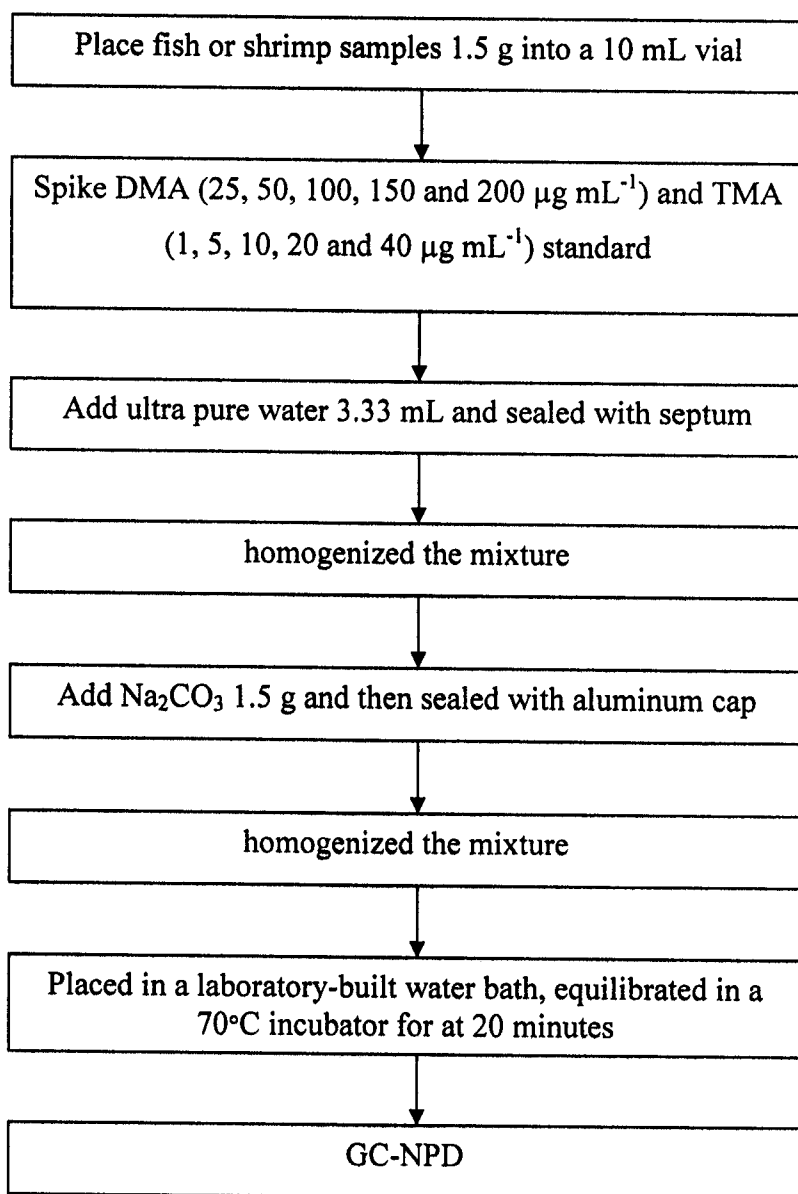 Place fish or shrimp samples 1.5 g into a 10 mL vial
Spike DMA (25, 50, 100, 150 and 200 µg mL⁻¹) and TMA
(1, 5, 10, 20 and 40 µg mL⁻¹) standard
Add ultra pure water 3.33 mL and sealed with septum
homogenized the mixture
Add Na₂CO₃ 1.5 g and then sealed with aluminum cap
homogenized the mixture
Placed in a laboratory-built water bath, equilibrated in a
70°C incubator for at 20 minutes
GC-NPD